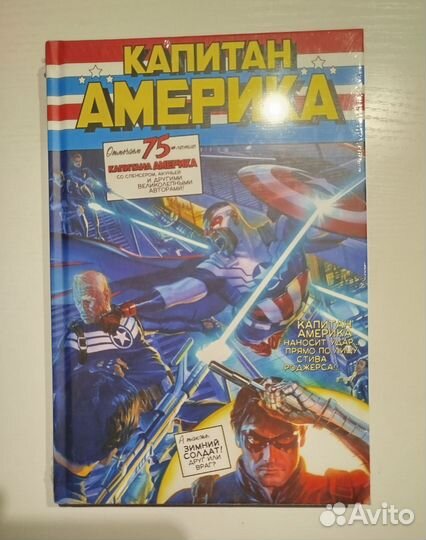 КАПИТАН
АМЕРИКА
Отмечаем 75-летие
КАПИТАНА АМЕРИКА
СО СПЕНСЕРОМ, АКУНЬЕЙ
И ДРУГИМИ
ВЕЛИКОЛЕПНЫМИ
АВТОРАМИ!
КАПИТАН
АМЕРИКА
НАНОСИТ УДАР
ПРЯМО ПО ЛИЦУ
СТИВА
РОДЖЕРСА!
А также:
ЗИМНИЙ
СОЛДАТ!
ДРУГ ИЛИ
ВРАГ?
Avito